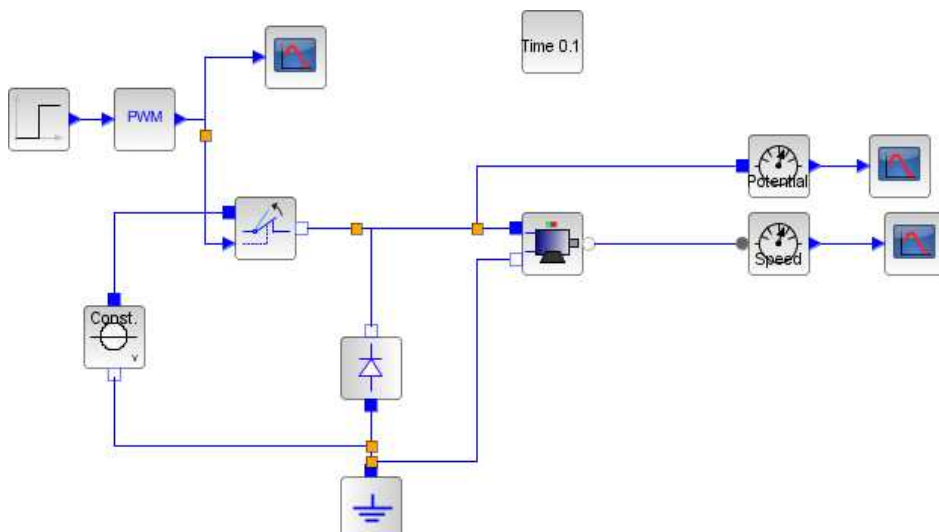 Time 0.1
PWM
Potential
Speed
Const.
v